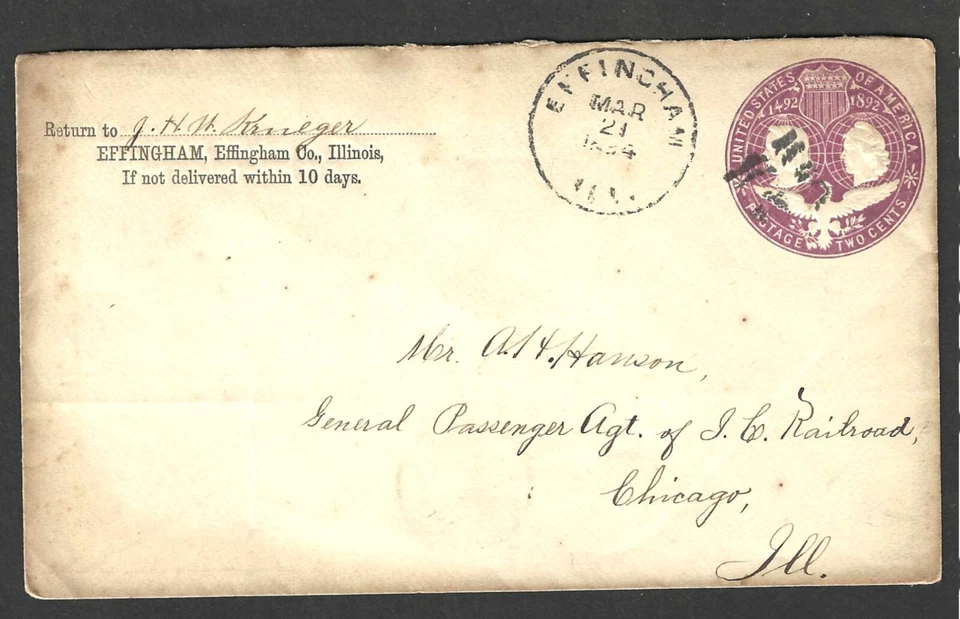 Return to J. H. W. Krueger
EFFINGHAM, Effingham Co., Illinois,
If not delivered within 10 days.
EFFINGHAM
MAR
21
1894
ILL.
UNITED STATES OF AMERICA.
1492 1892
POSTAGE TWO CENTS.
Mr. A. H. Hanson,
General Passenger Agt. of I. C. Railroad,
Chicago,
Ill.